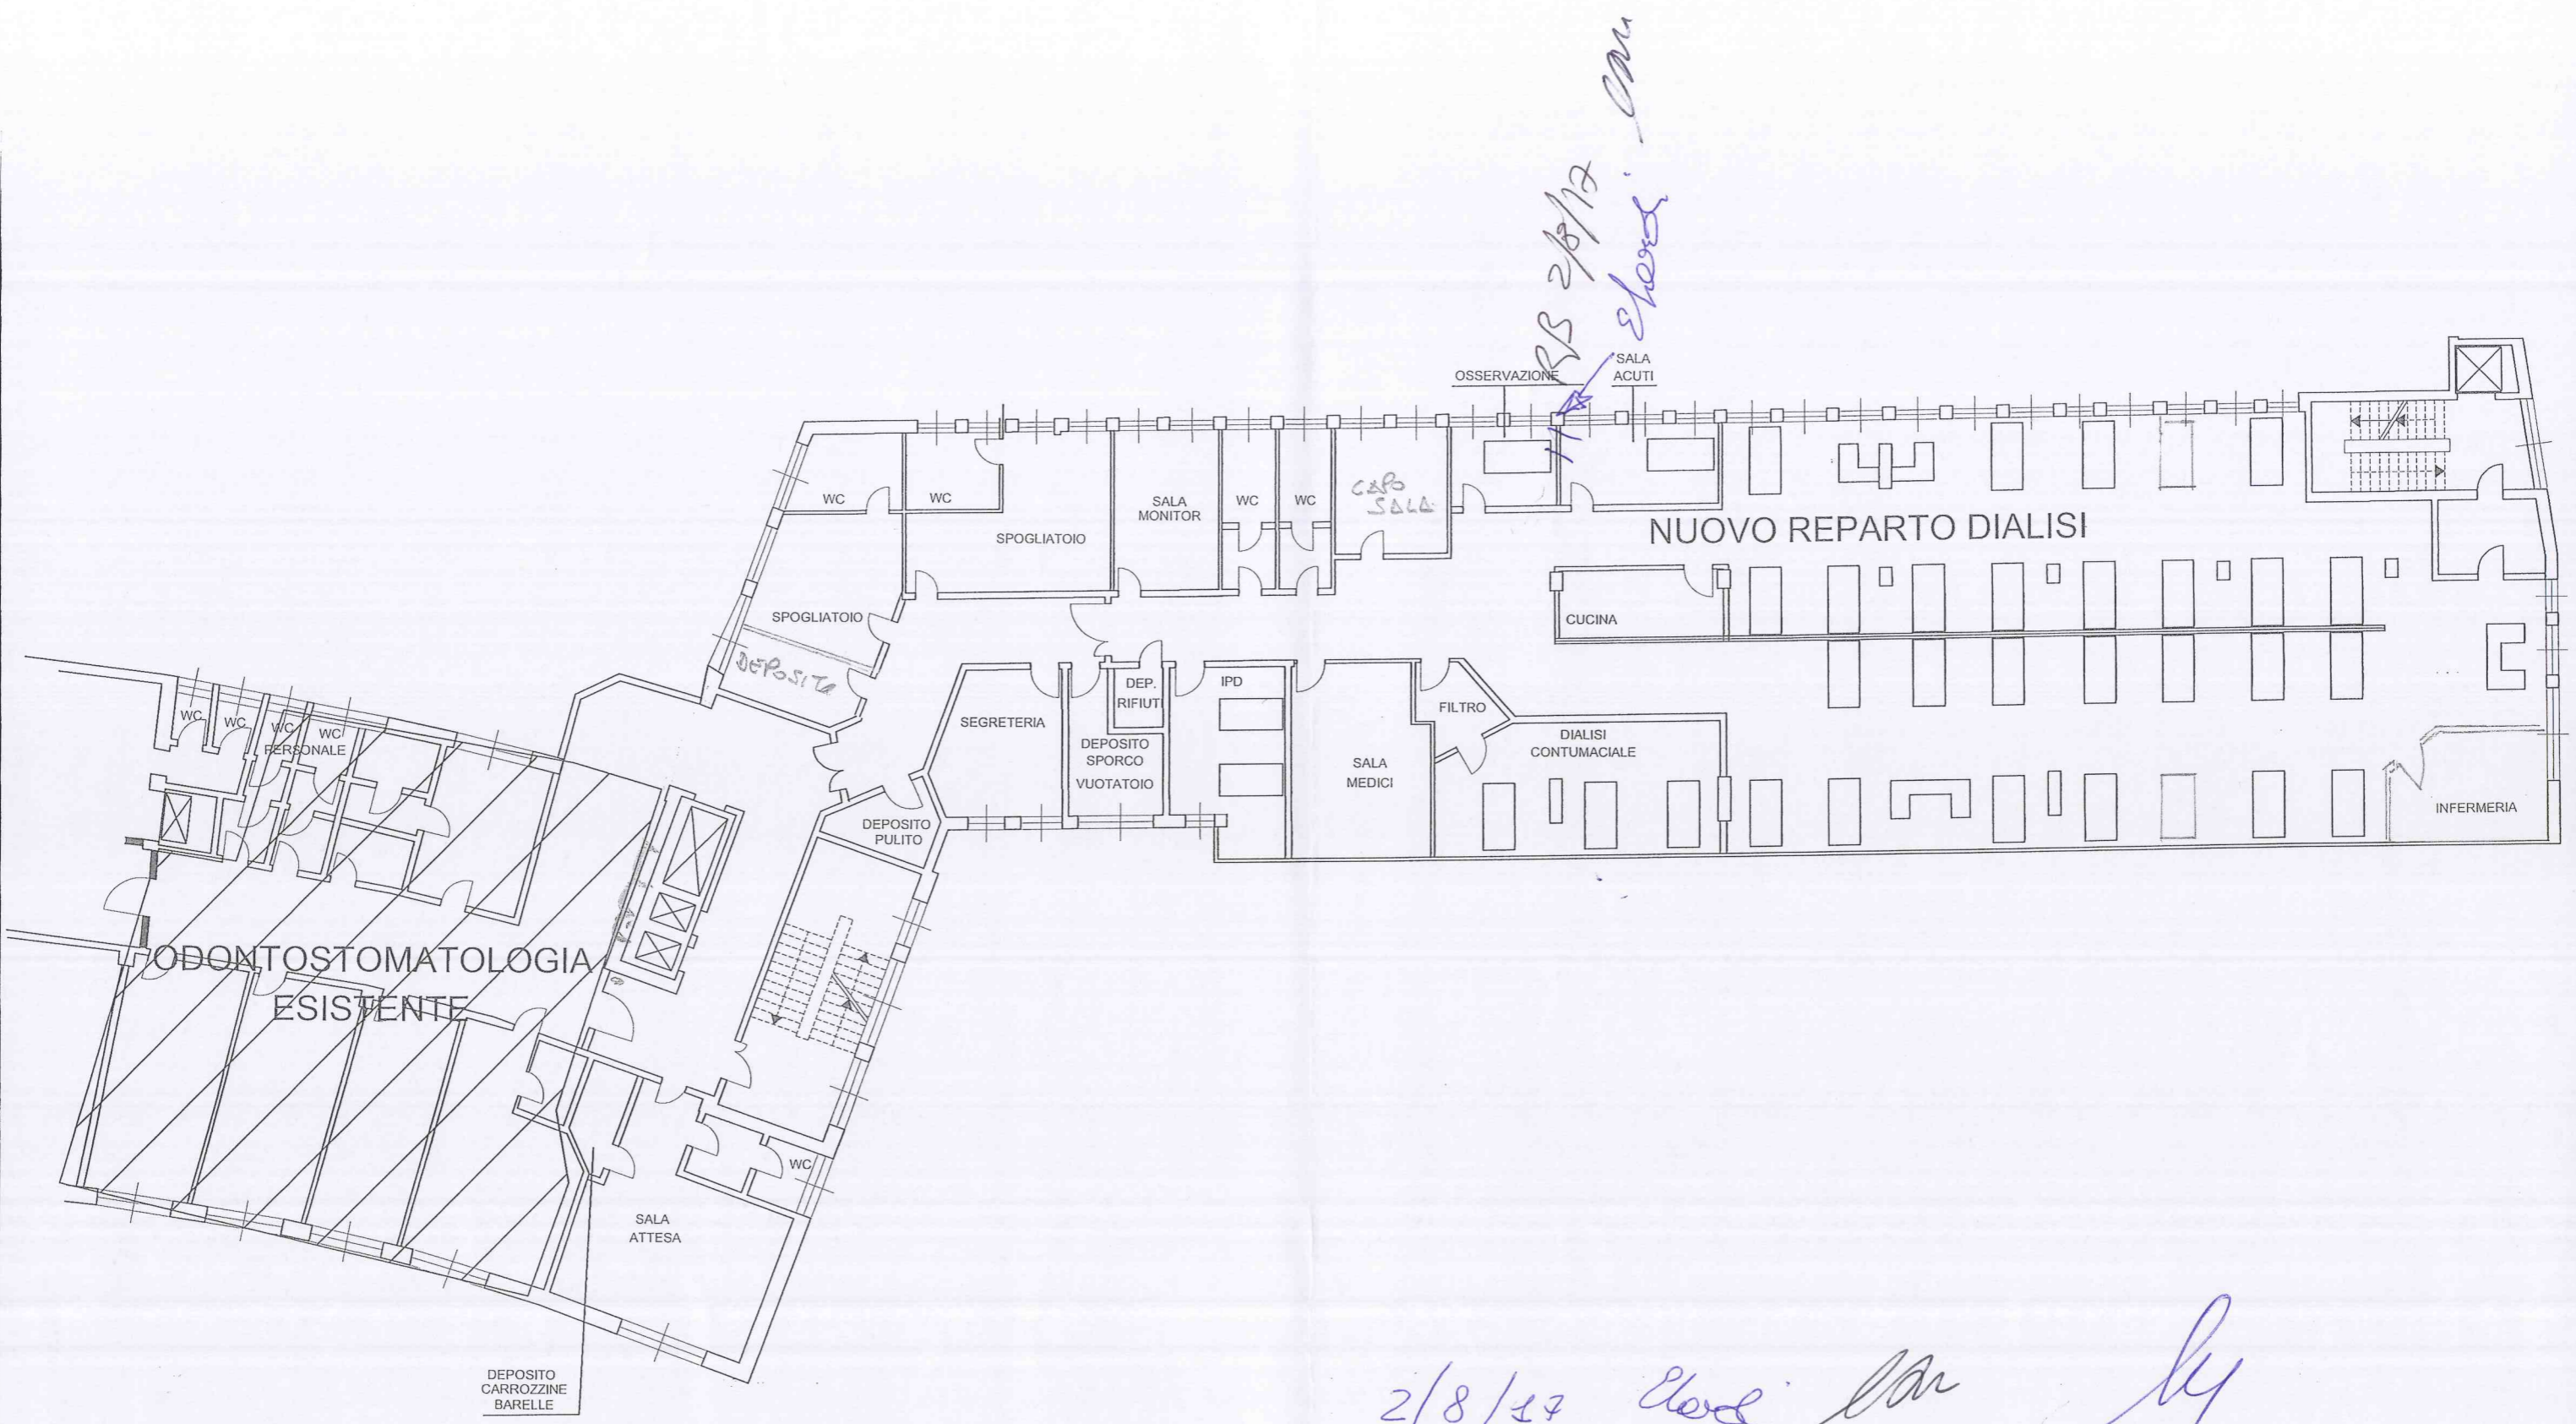 RB 2/8/17
OSSERVAZIONE
SALA
ACUTI
WC
WC
SPOGLIATOIO
SALA
MONITOR
WC
WC
CAPO
SALA
NUOVO REPARTO DIALISI
SPOGLIATOIO
DEPOSITO
CUCINA
SEGRETERIA
DEP.
RIFIUTI
DEPOSITO
SPORCO
VUOTATOIO
IPD
SALA
MEDICI
FILTRO
DIALISI
CONTUMACIALE
INFERMERIA
WC
WC
WC
WC
PERSONALE
DEPOSITO
PULITO
ODONTOSTOMATOLOGIA
ESISTENTE
WC
SALA
ATTESA
DEPOSITO
CARROZZINE
BARELLE
2/8/17